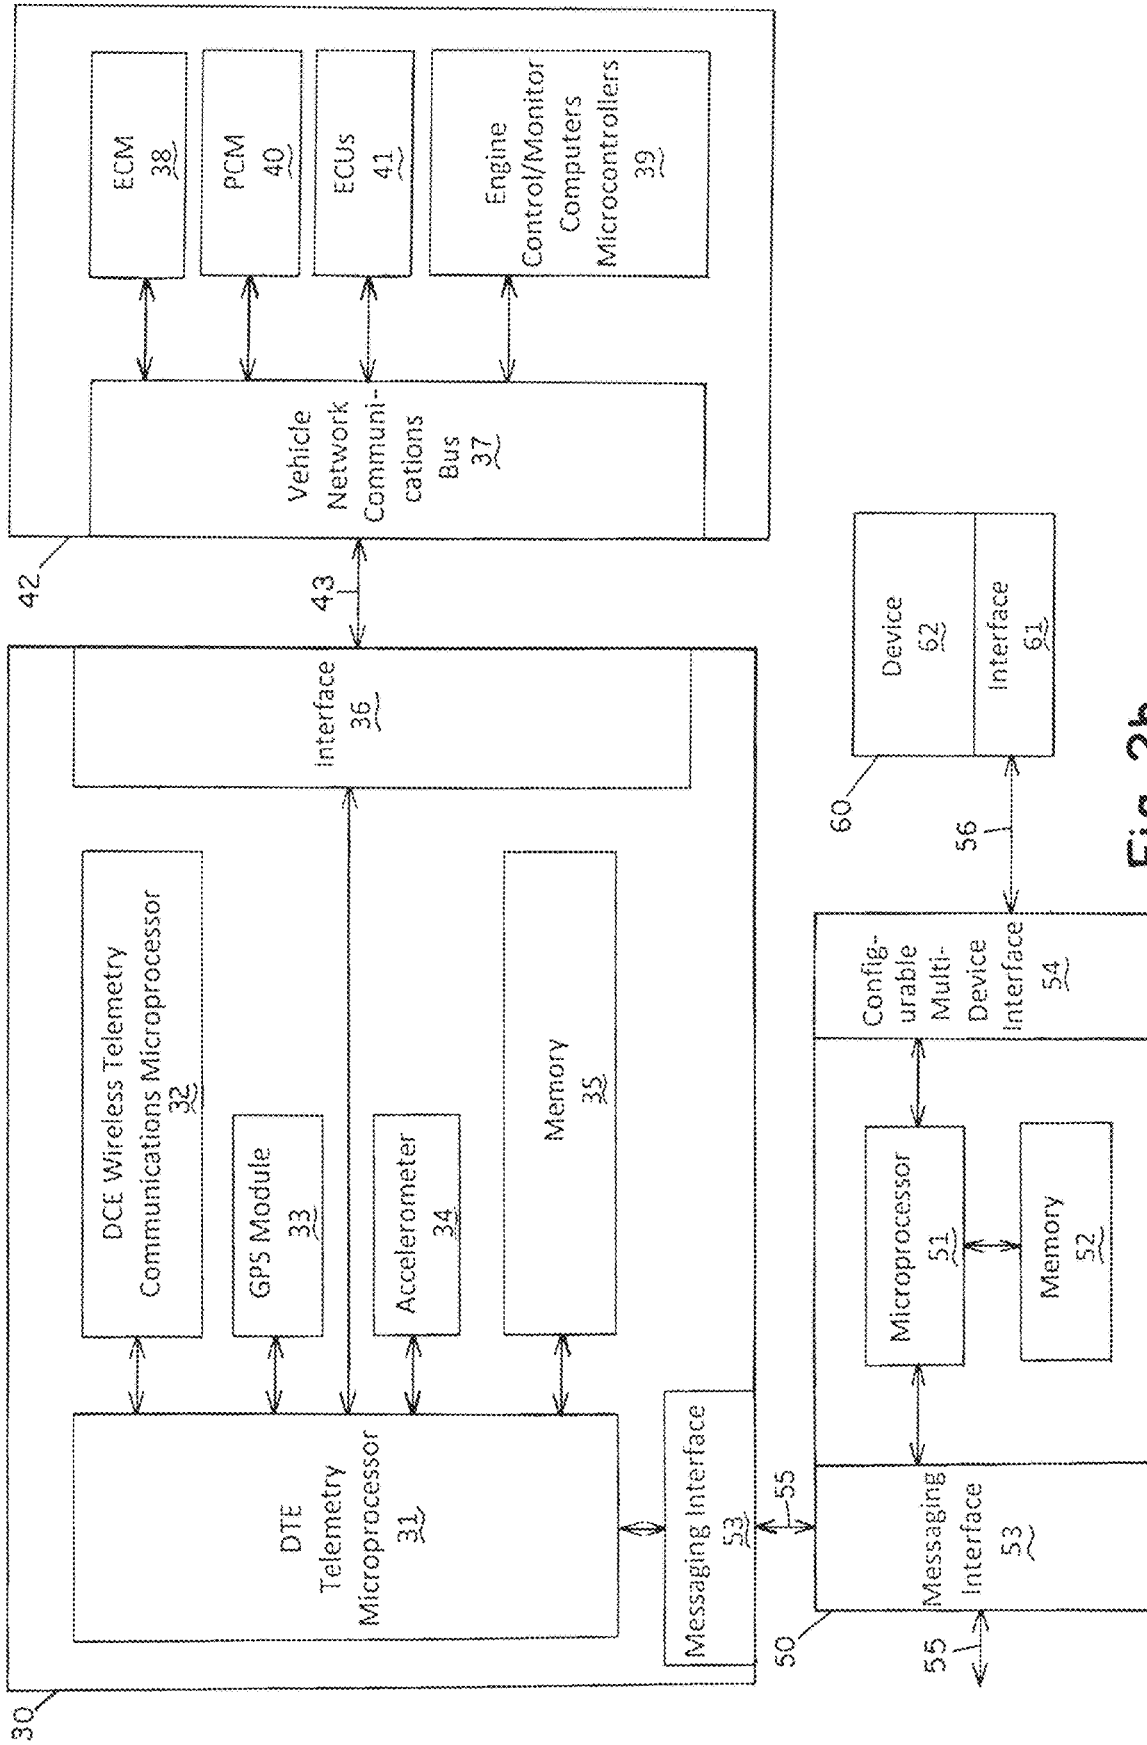 30
DTE
Telemetry
Microprocessor
31
DCE Wireless Telemetry
Communications Microprocessor
32
GPS Module
33
Accelerometer
34
Memory
35
Interface
36
Messaging Interface
53
43
42
Vehicle
Network
Communi-
cations
Bus
37
ECM
38
PCM
40
ECUs
41
Engine
Control/Monitor
Computers
Microcontrollers
39
55
50
55
Messaging
Interface
53
Microprocessor
51
Memory
52
Config-
urable
Multi-
Device
Interface
54
56
60
Device
62
Interface
61
Fig. 2b